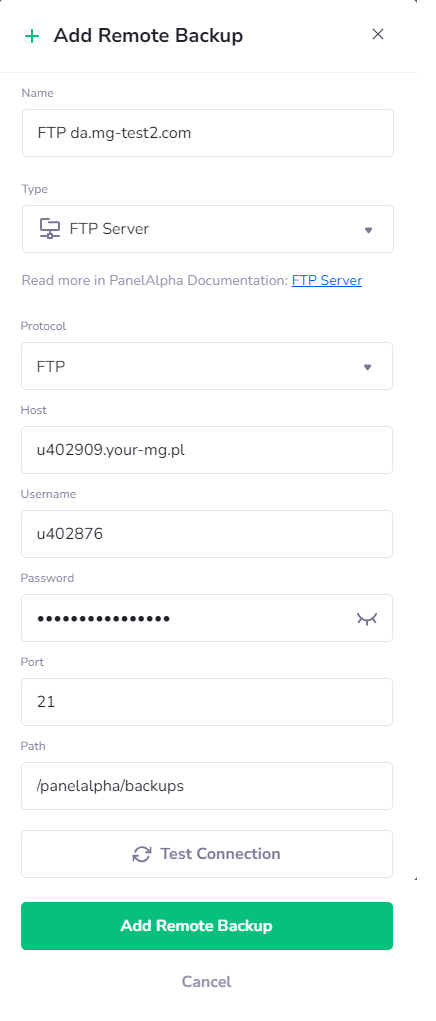 Add Remote Backup
Name
FTP da.mg-test2.com
Type
FTP Server
Read more in PanelAlpha Documentation: FTP Server
Protocol
FTP
Host
u402909.your-mg.pl
Username
u402876
Password
••••••••••••••••
Port
21
Path
/panelalpha/backups
Test Connection
Add Remote Backup
Cancel